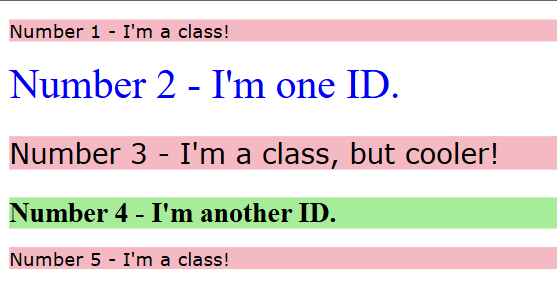 Number 1 - I'm a class!
Number 2 - I'm one ID.
Number 3 - I'm a class, but cooler!
Number 4 - I'm another ID.
Number 5 - I'm a class!